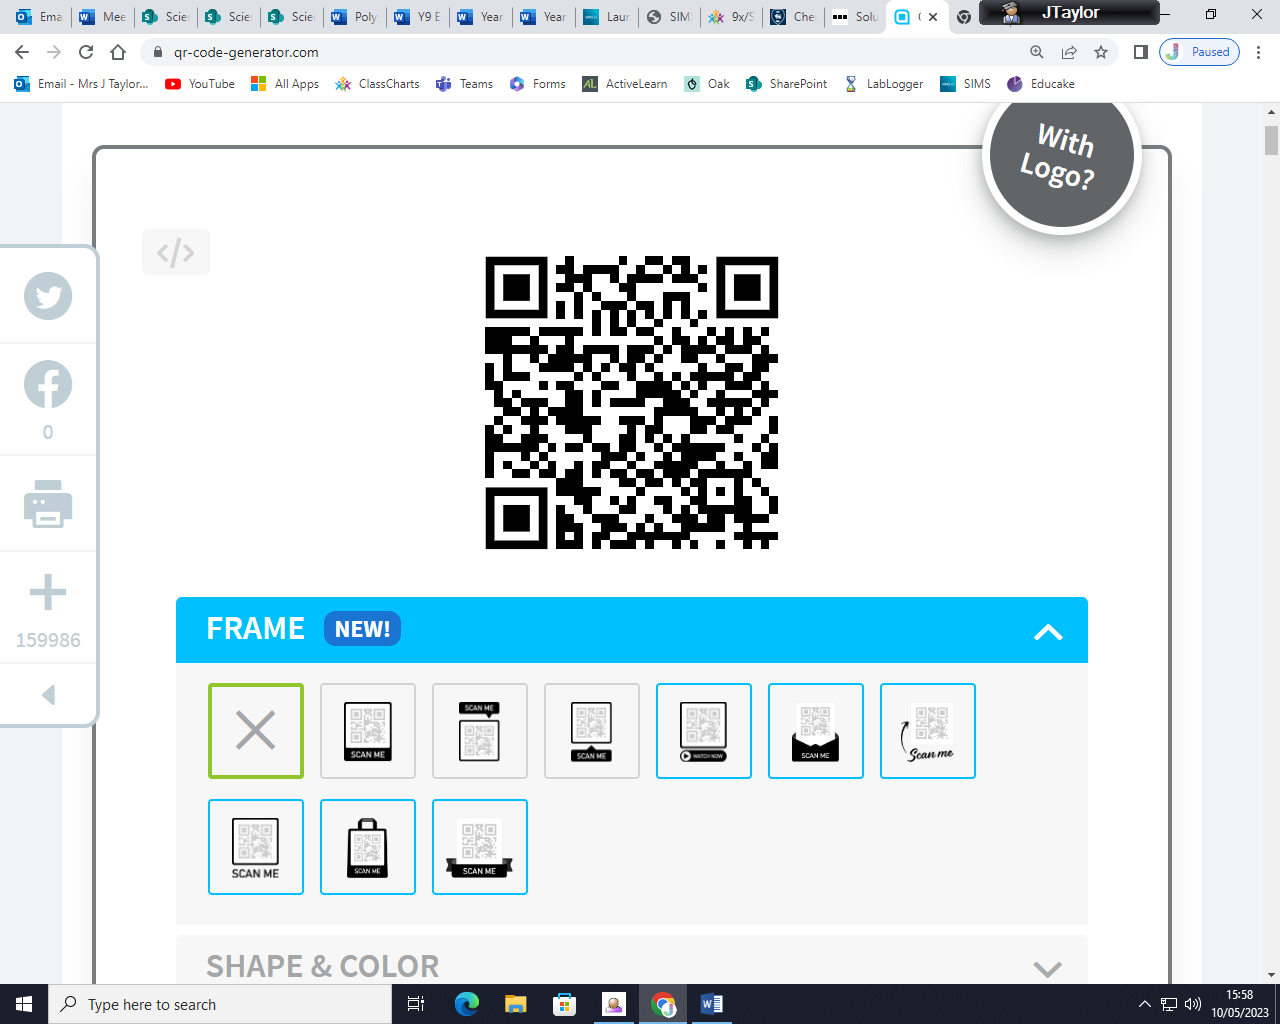 Ema
Mee
Scie
Scie
Scie
Poly
Y9 E
Year
Year
Laur
SIM
9x/S
Che
Solu
JTaylor
qr-code-generator.com
Paused
Email - Mrs J Taylor...
YouTube
All Apps
ClassCharts
Teams
Forms
ActiveLearn
Oak
SharePoint
LabLogger
SIMS
Educake
With
Logo?
</>
0
159986
FRAME NEW!
SCAN ME
SCAN ME
SCAN ME
WATCH NOW
SCAN ME
Scan me
SCAN ME
SCAN ME
SCAN ME
SHAPE & COLOR
Type here to search
15:58
10/05/2023